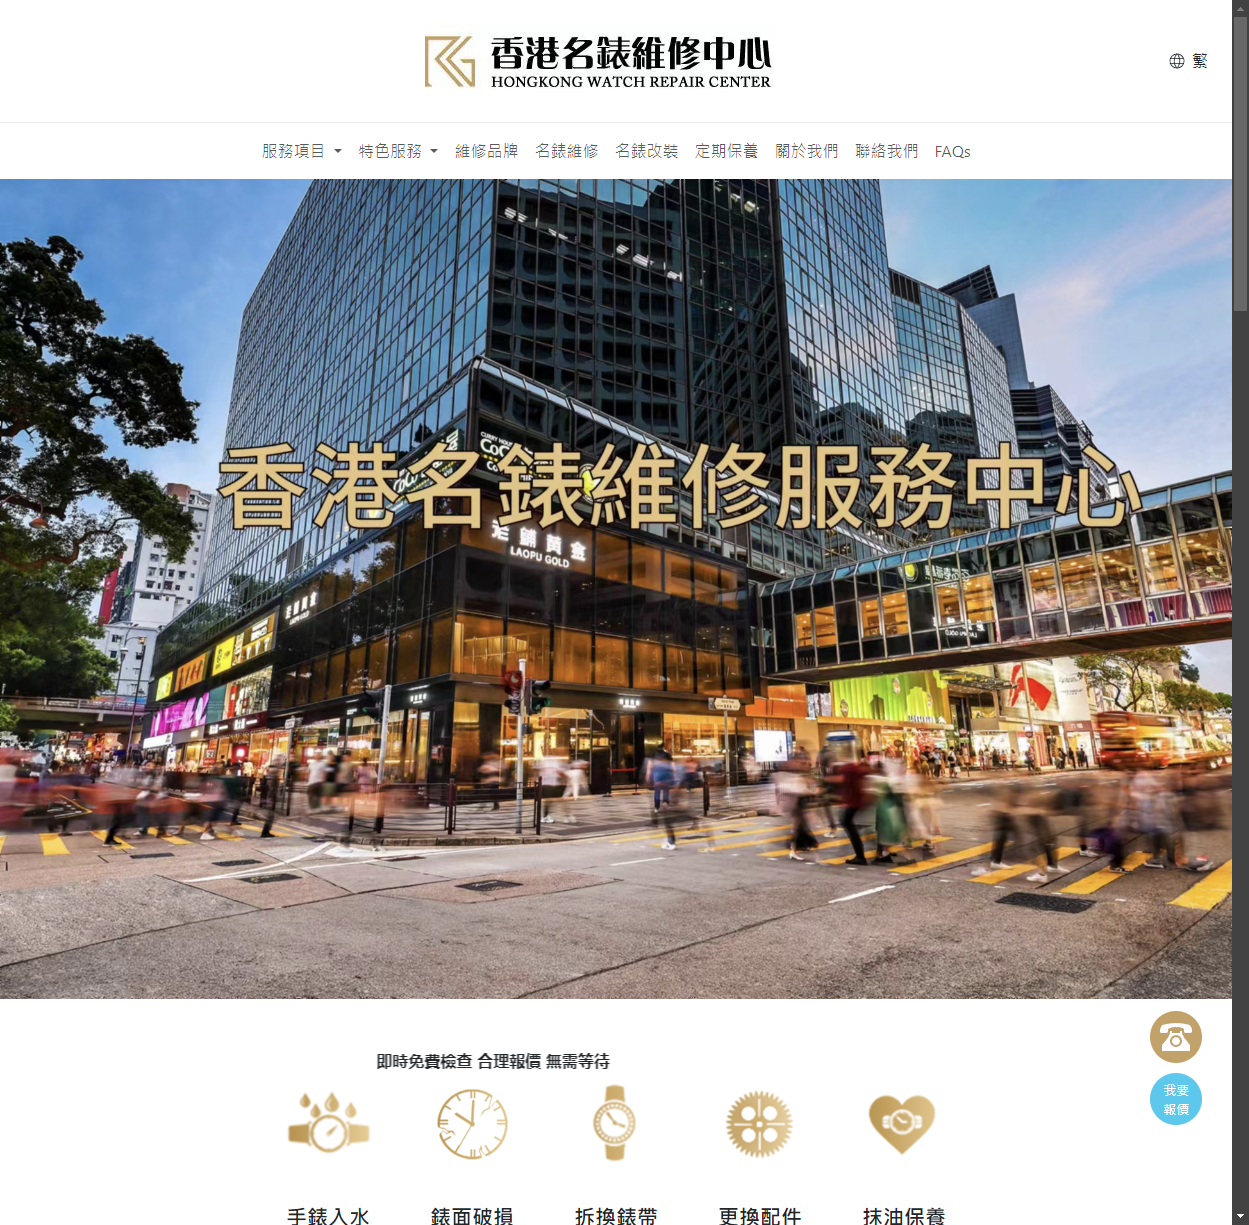 香港名錶維修中心
HONGKONG WATCH REPAIR CENTER
繁
服務項目 特色服務 維修品牌 名錶維修 名錶改裝 定期保養 關於我們 聯絡我們 FAQs
香港名錶維修服務中心
老鋪黃金
LAOPU GOLD
即時免費檢查 合理報價 無需等待
我要
報價
手錶入水 錶面破損 拆換錶帶 更換配件 抹油保養